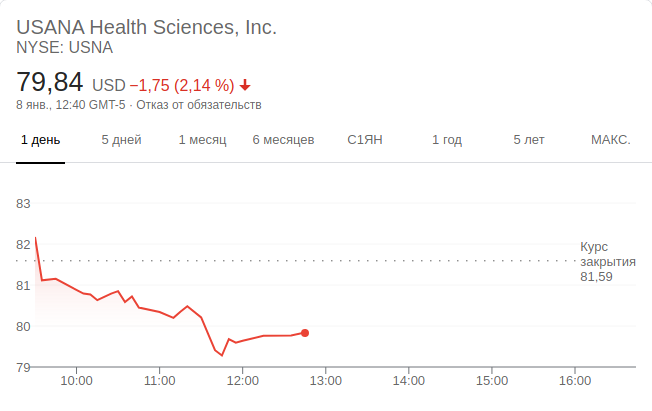 USANA Health Sciences, Inc.
NYSE: USNA
79,84 USD −1,75 (2,14 %)
8 янв., 12:40 GMT-5 · Отказ от обязательств
1 день 5 дней 1 месяц 6 месяцев С1ЯН 1 год 5 лет МАКС.
83
82
Курс
закрытия
81,59
81
80
79
10:00 11:00 12:00 13:00 14:00 15:00 16:00